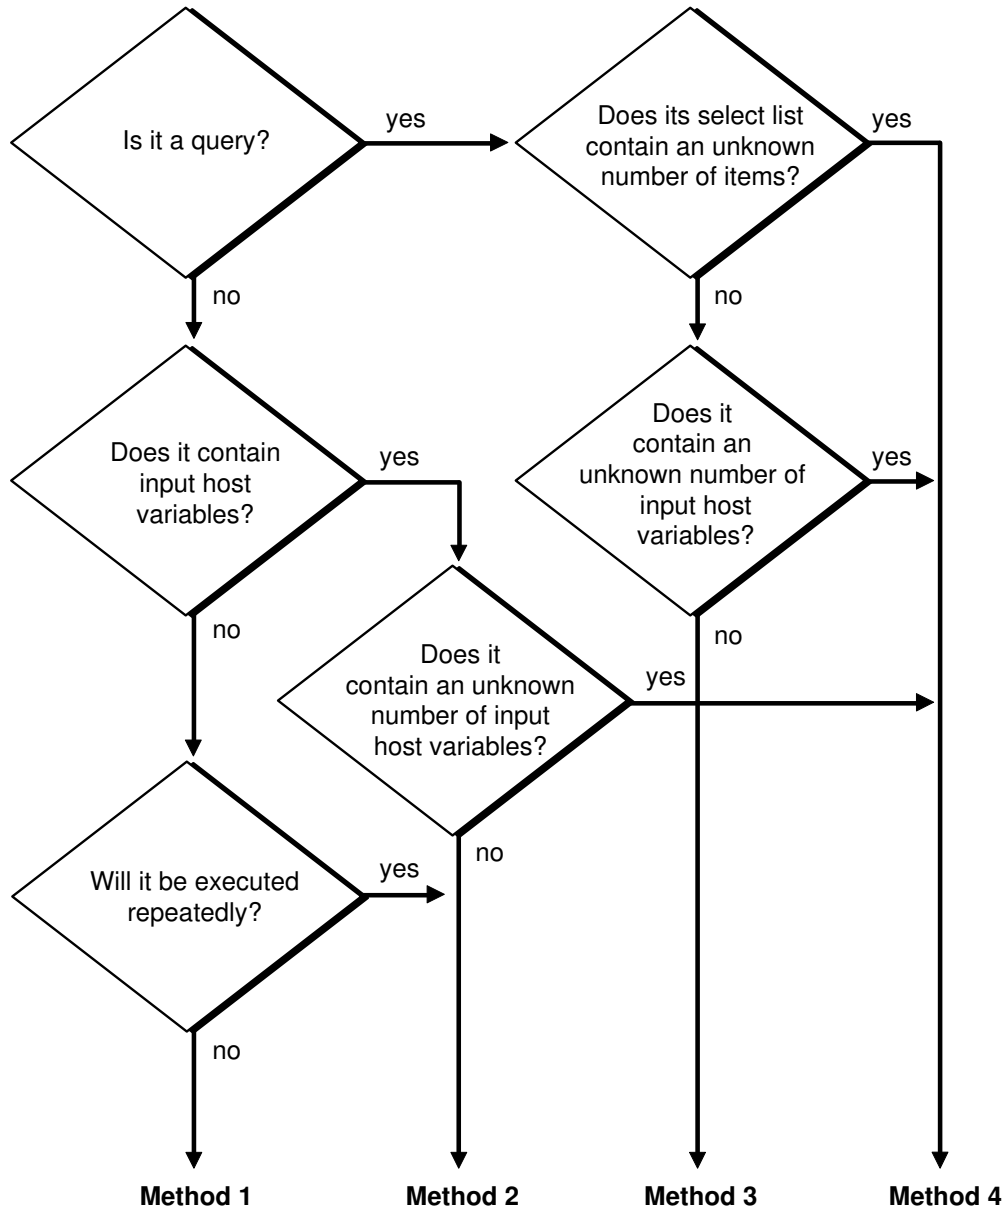 Is it a query?
yes
Does its select list
contain an unknown
number of items?
yes
no
no
Does it contain
input host
variables?
yes
Does it
contain an
unknown number of
input host
variables?
yes
no
no
Does it
contain an unknown
number of input
host variables?
yes
no
Will it be executed
repeatedly?
yes
no
Method 1
Method 2
Method 3
Method 4